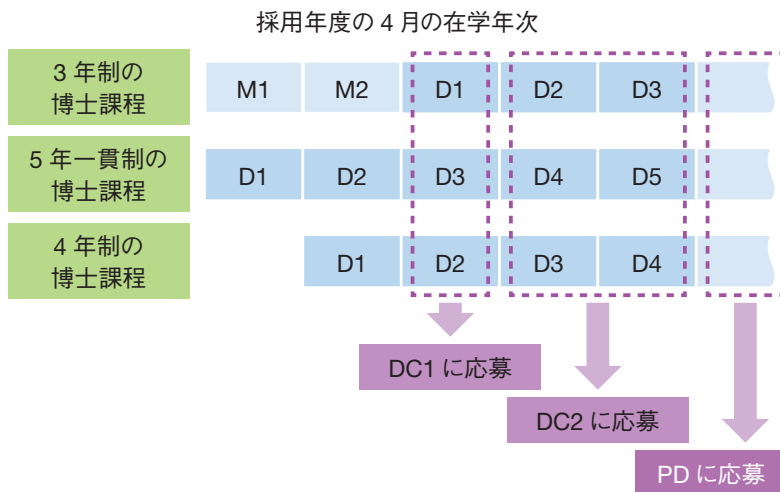 採用年度の 4 月の在学年次
3 年制の
博士課程
M1 M2 D1 D2 D3
5 年一貫制の
博士課程
D1 D2 D3 D4 D5
4 年制の
博士課程
D1 D2 D3 D4
DC1 に応募
DC2 に応募
PD に応募